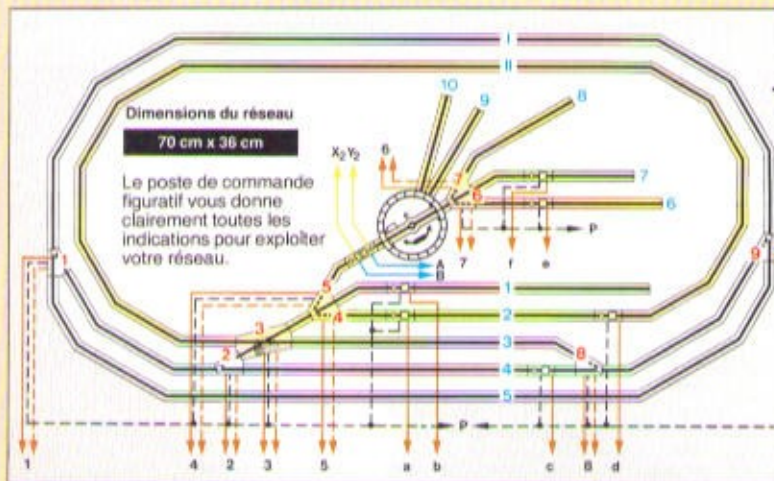 I
II
10
9
8
Dimensions du réseau
70 cm x 36 cm
X2 Y2
6
7
7
8
6
P
Le poste de commande
figuratif vous donne
clairement toutes les
indications pour exploiter
votre réseau.
A
B
7
f
e
1
9
5
1
4
2
3
3
2
8
4
5
P
1
4
2
3
5
a
b
c
8
d